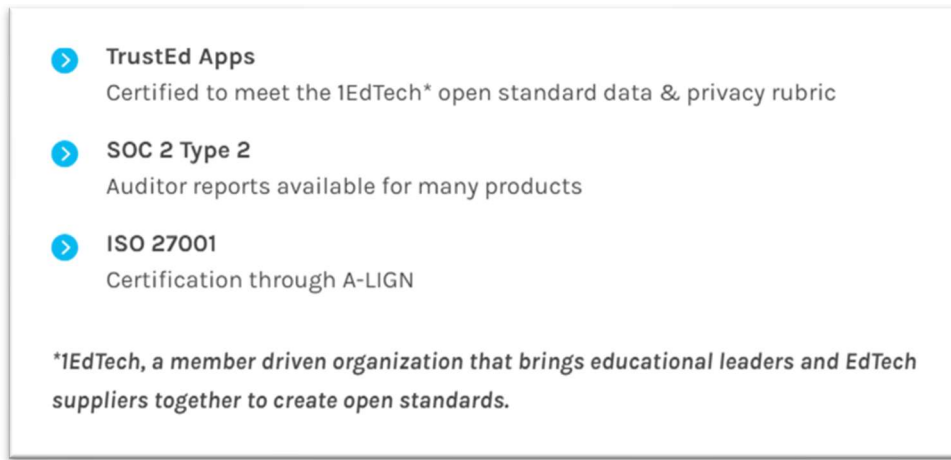 TrustEd Apps
Certified to meet the 1EdTech* open standard data & privacy rubric
SOC 2 Type 2
Auditor reports available for many products
ISO 27001
Certification through A-LIGN
*1EdTech, a member driven organization that brings educational leaders and EdTech
suppliers together to create open standards.